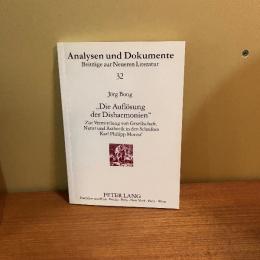 Analysen und Dokumente
Beiträge zur Neueren Literatur
32
Jörg Bong
„Die Auflösung
der Disharmonien“
Zur Vermittlung von Gesellschaft,
Natur und Ästhetik in den Schriften
Karl Philipp Moritz'
PETER LANG